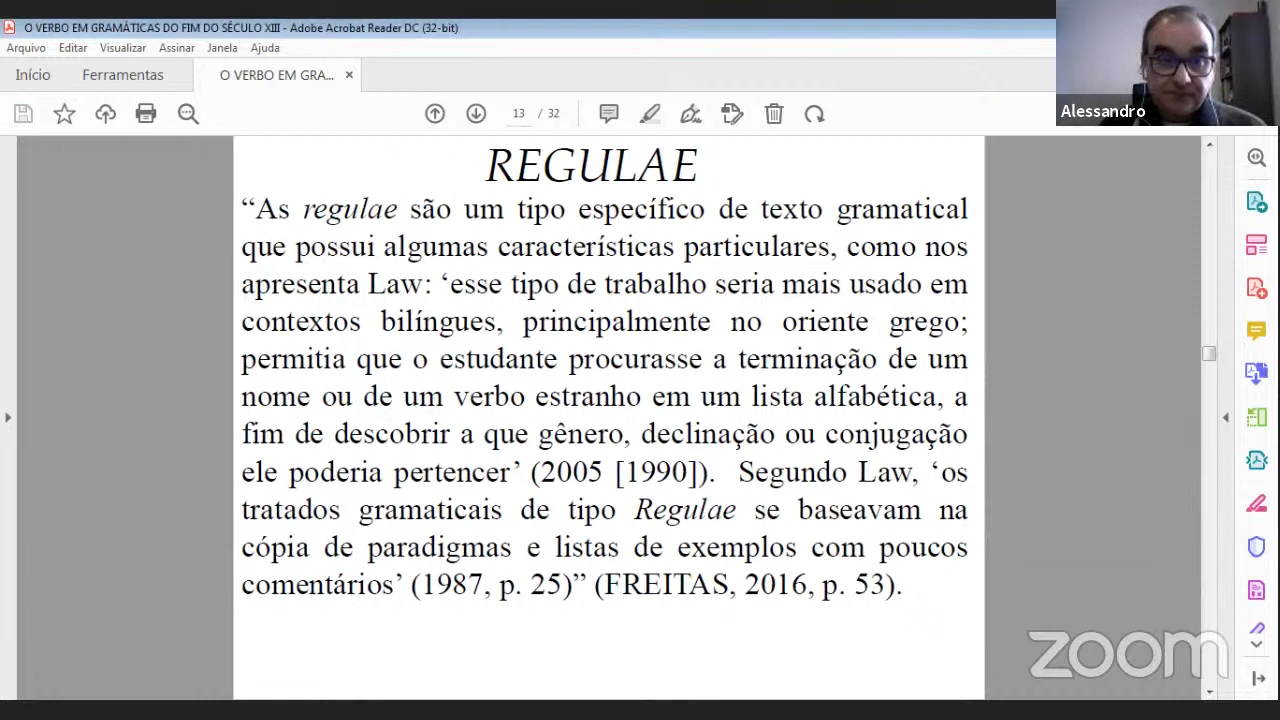 O VERBO EM GRAMÁTICAS DO FIM DO SÉCULO XIII - Adobe Acrobat Reader DC (32-bit)
Arquivo Editar Visualizar Assinar Janela Ajuda
Início Ferramentas O VERBO EM GRA... ×
13 / 32
Alessandro
REGULAE
“As regulae são um tipo específico de texto gramatical
que possui algumas características particulares, como nos
apresenta Law: ‘esse tipo de trabalho seria mais usado em
contextos bilíngues, principalmente no oriente grego;
permitia que o estudante procurasse a terminação de um
nome ou de um verbo estranho em um lista alfabética, a
fim de descobrir a que gênero, declinação ou conjugação
ele poderia pertencer’ (2005 [1990]). Segundo Law, ‘os
tratados gramaticais de tipo Regulae se baseavam na
cópia de paradigmas e listas de exemplos com poucos
comentários’ (1987, p. 25)” (FREITAS, 2016, p. 53).
zoom